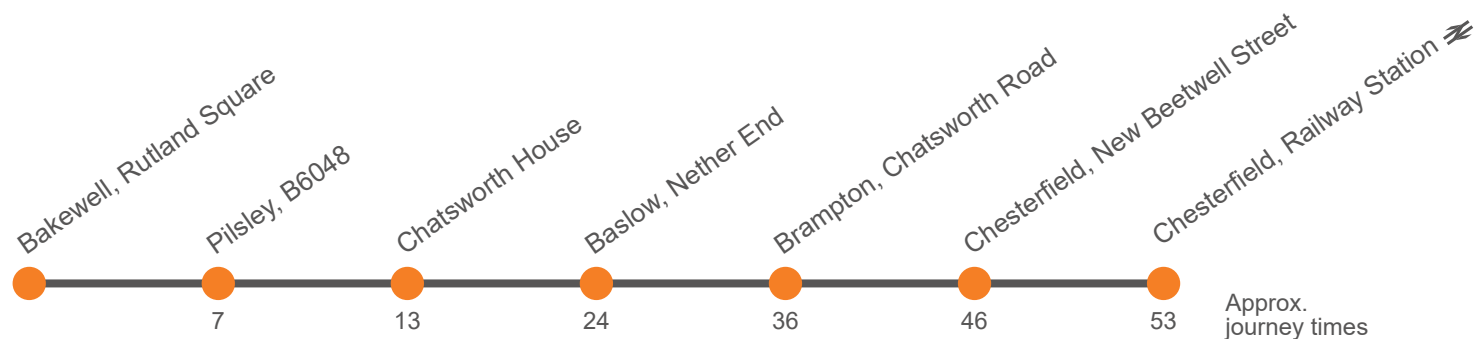 Bakewell, Rutland Square
Pilsley, B6048
Chatsworth House
Baslow, Nether End
Brampton, Chatsworth Road
Chesterfield, New Beetwell Street
Chesterfield, Railway Station
7
13
24
36
46
53
Approx.
journey times